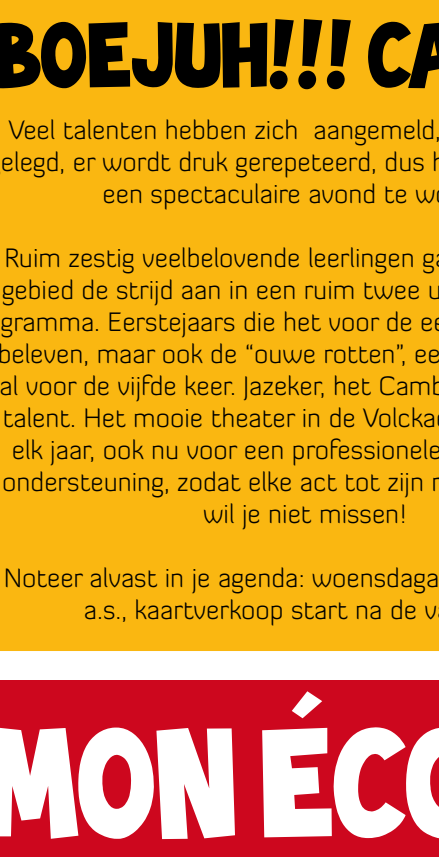 BOEJUH!!! CA
Veel talenten hebben zich aangemeld,
elegd, er wordt druk gerepeteerd, dus h
een spectaculaire avond te wo
Ruim zestig veelbelovende leerlingen ga
gebied de strijd aan in een ruim twee u
gramma. Eerstejaars die het voor de ee
beleven, maar ook de “ouwe rotten”, ee
al voor de vijfde keer. Jazeker, het Camb
talent. Het mooie theater in de Volcka
elk jaar, ook nu voor een professionele
ondersteuning, zodat elke act tot zijn r
wil je niet missen!
Noteer alvast in je agenda: woensdaga
a.s., kaartverkoop start na de va
MON ÉCO